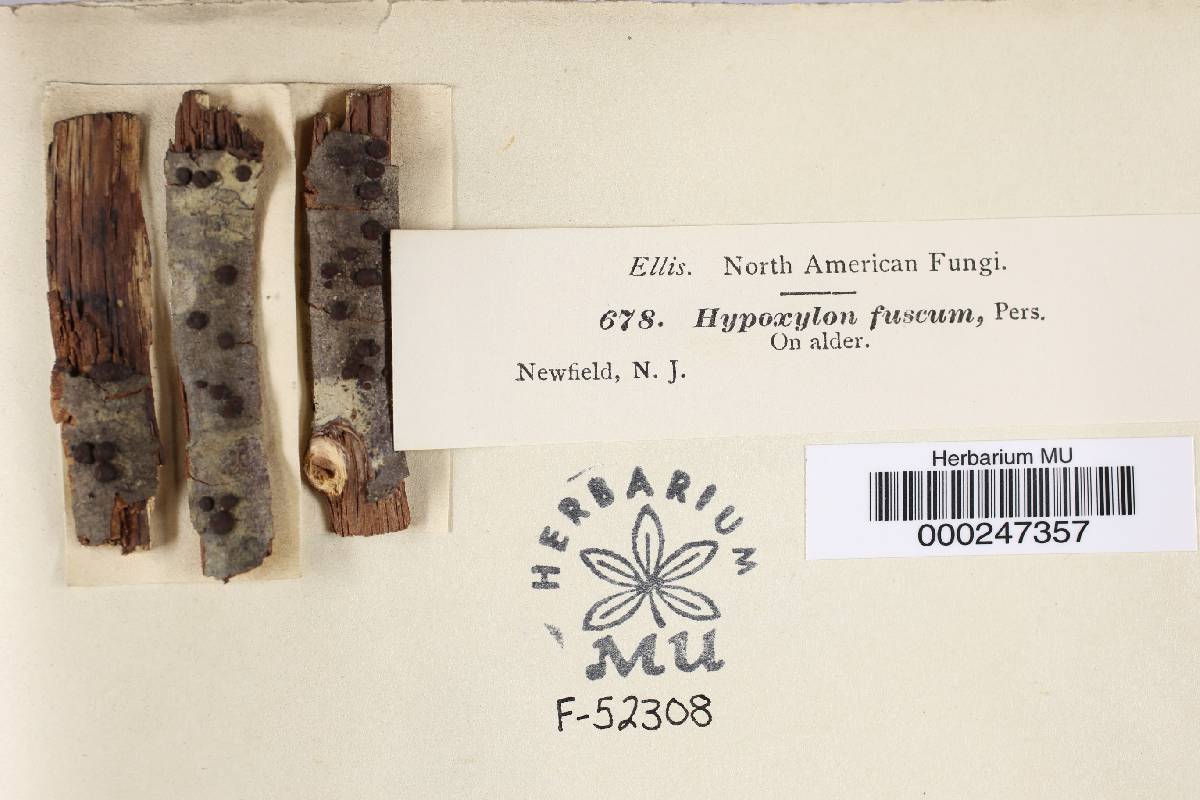 Ellis. North American Fungi.
678. Hypoxylon fuscum, Pers.
On alder.
Newfield, N. J.
Herbarium MU
000247357
HERBARIUM
MU
F-52308